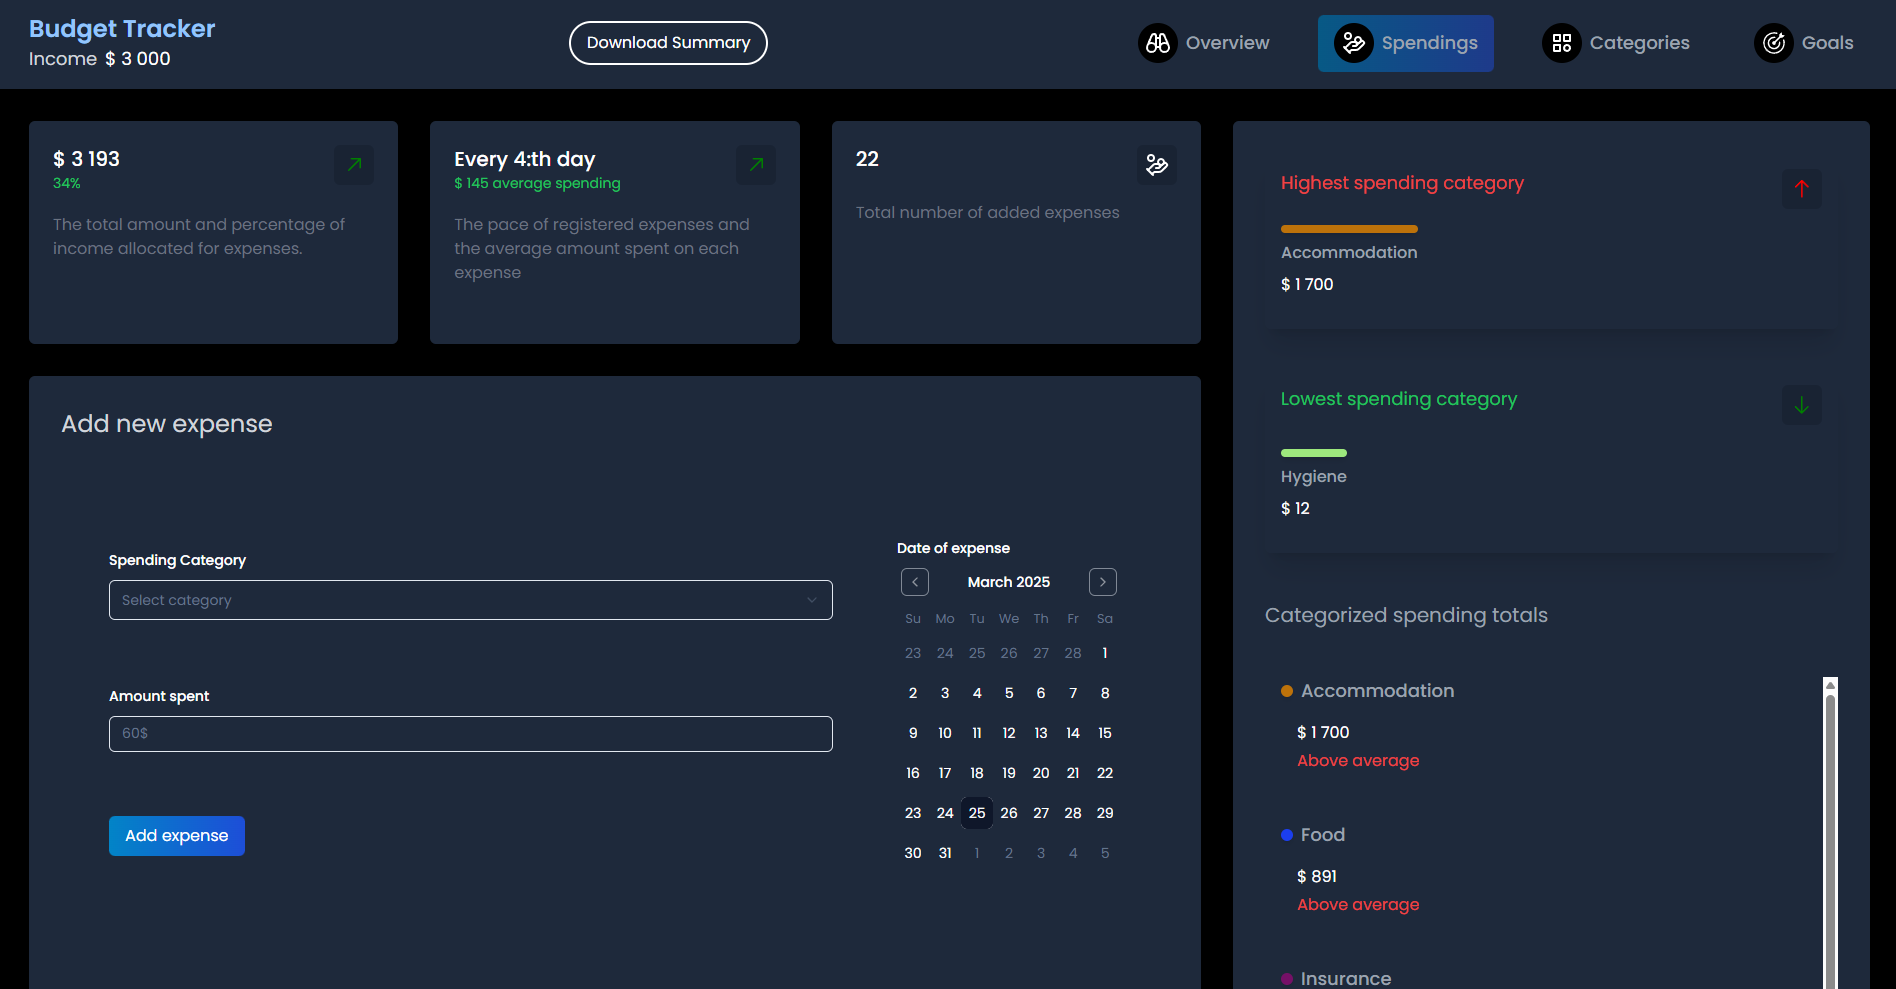 Budget Tracker
Income $ 3 000
Download Summary
Overview
Spendings
Categories
Goals
$ 3 193
34%
The total amount and percentage of
income allocated for expenses.
Every 4:th day
$ 145 average spending
The pace of registered expenses and
the average amount spent on each
expense
22
Total number of added expenses
Add new expense
Spending Category
Select category
Amount spent
60$
Add expense
Date of expense
March 2025
Su Mo Tu We Th Fr Sa
23 24 25 26 27 28 1
2 3 4 5 6 7 8
9 10 11 12 13 14 15
16 17 18 19 20 21 22
23 24 25 26 27 28 29
30 31 1 2 3 4 5
Highest spending category
Accommodation
$ 1 700
Lowest spending category
Hygiene
$ 12
Categorized spending totals
Accommodation
$ 1 700
Above average
Food
$ 891
Above average
Insurance